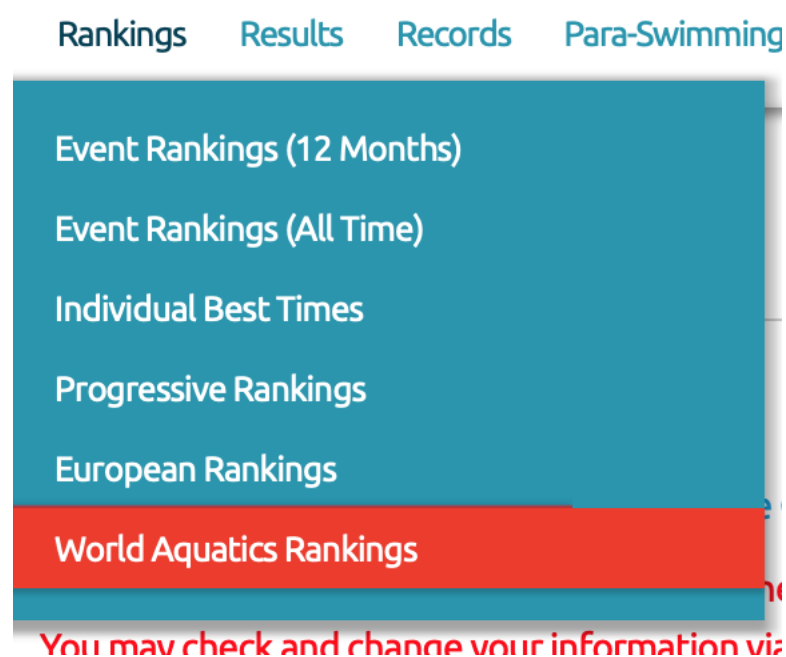 Rankings Results Records Para-Swimming
Event Rankings (12 Months)
Event Rankings (All Time)
Individual Best Times
Progressive Rankings
European Rankings
World Aquatics Rankings
You may check and change your information via